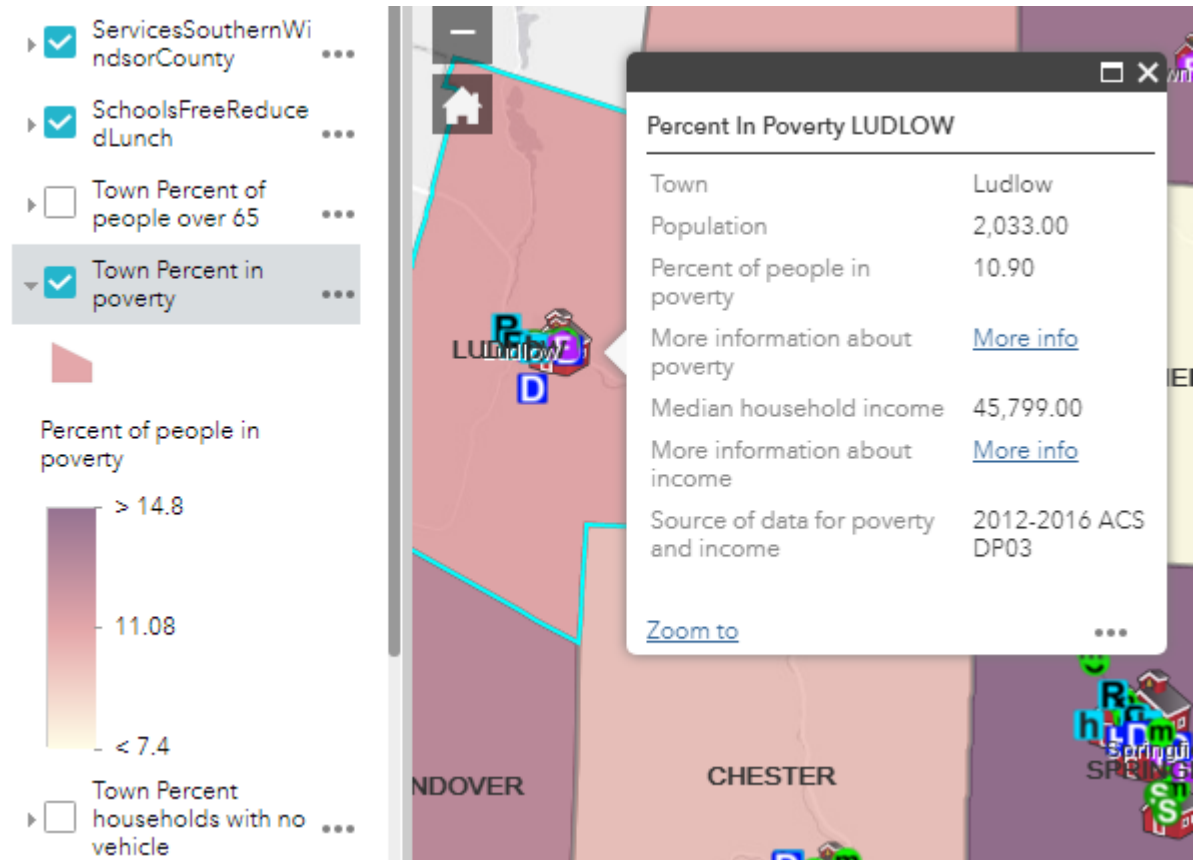 ServicesSouthernWi
ndsorCounty
SchoolsFreeReduce
dLunch
Town Percent of
people over 65
Town Percent in
poverty
Percent of people in
poverty
> 14.8
11.08
< 7.4
Town Percent
households with no
vehicle
Percent In Poverty LUDLOW
Town Ludlow
Population 2,033.00
Percent of people in 10.90
poverty
More information about More info
poverty
Median household income 45,799.00
More information about More info
income
Source of data for poverty 2012-2016 ACS
and income DP03
Zoom to
Ludlow
D
NDOVER
CHESTER
R
h
D
m
S
S